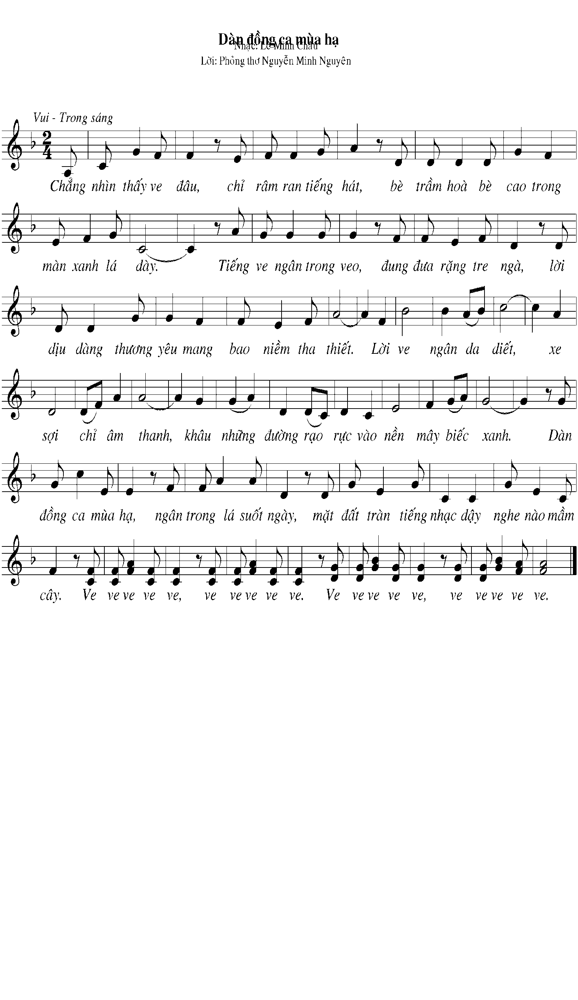 Dàn đồng ca mùa hạ
Nhạc: Lê Minh Châu
Lời: Phỏng thơ Nguyễn Minh Nguyên
Vui - Trong sáng
2
4
Chẳng nhìn thấy ve đâu, chỉ râm ran tiếng hát, bè trầm hoà bè cao trong
màn xanh lá dày. Tiếng ve ngân trong veo, đung đưa rặng tre ngà, lời
dịu dàng thương yêu mang bao niềm tha thiết. Lời ve ngân da diết, xe
sợi chỉ âm thanh, khâu những đường rạo rực vào nền mây biếc xanh. Dàn
đồng ca mùa hạ, ngân trong lá suốt ngày, mặt đất tràn tiếng nhạc dậy nghe nào mầm
cây. Ve ve ve ve ve, ve ve ve ve ve. Ve ve ve ve ve, ve ve ve ve ve.